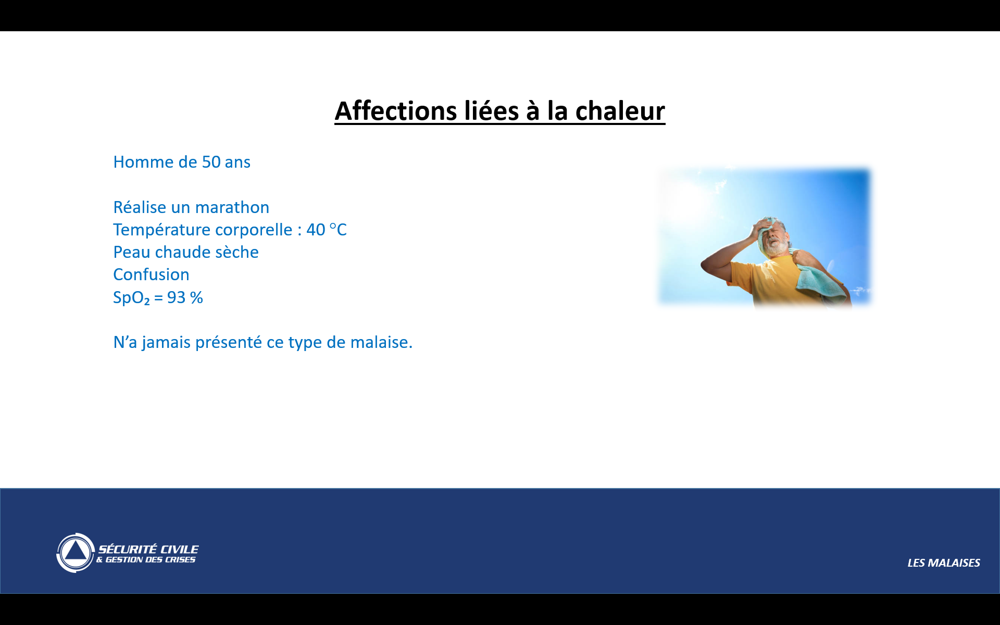 Affections liées à la chaleur
Homme de 50 ans
Réalise un marathon
Température corporelle : 40 °C
Peau chaude sèche
Confusion
SpO₂ = 93 %
N’a jamais présenté ce type de malaise.
SÉCURITÉ CIVILE
& GESTION DES CRISES
LES MALAISES